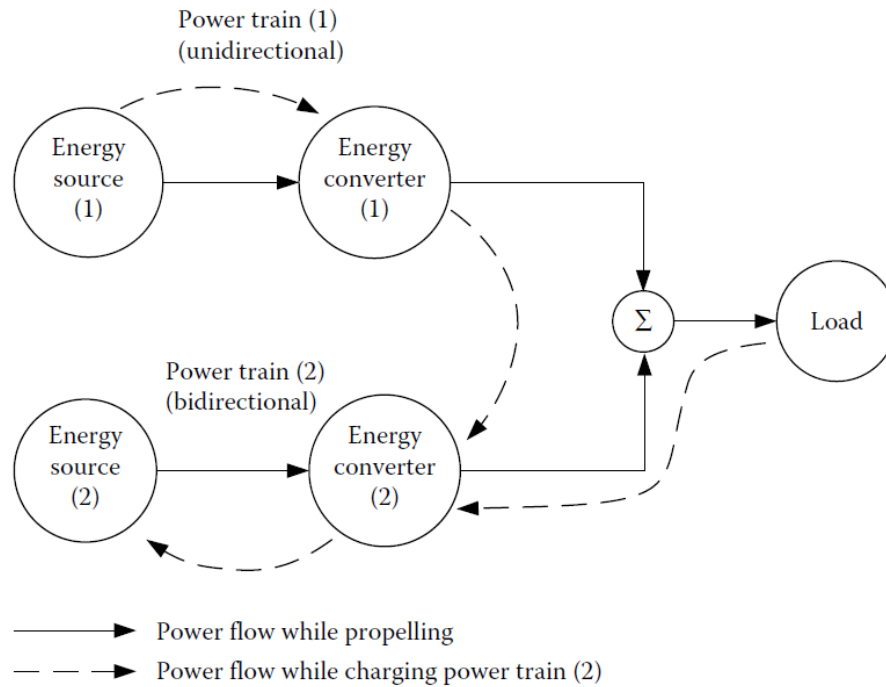 Power train (1)
(unidirectional)
Energy
source
(1)
Energy
converter
(1)
Σ
Load
Power train (2)
(bidirectional)
Energy
source
(2)
Energy
converter
(2)
Power flow while propelling
Power flow while charging power train (2)